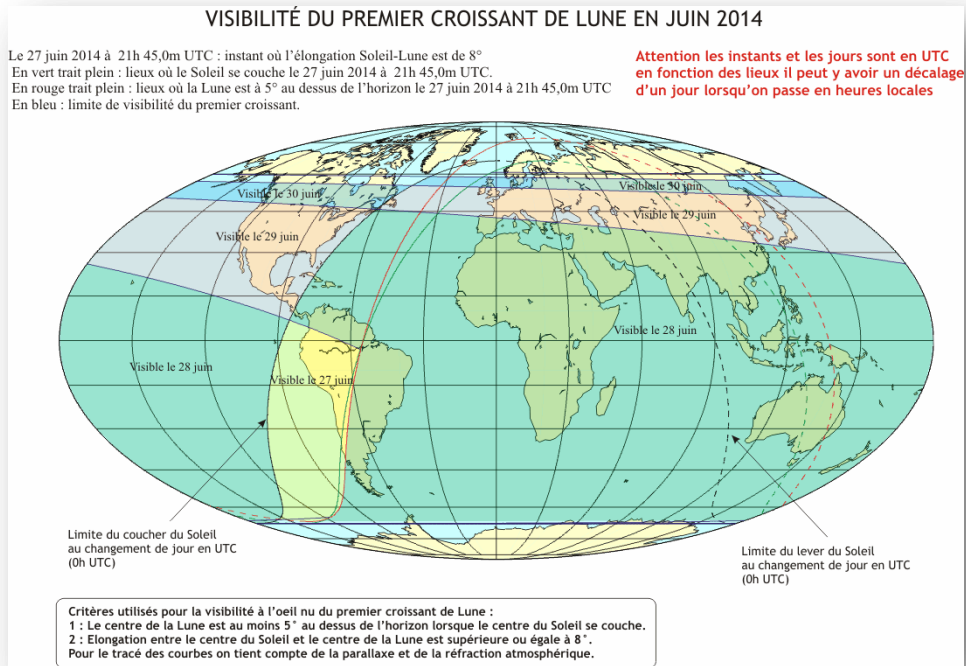 VISIBILITÉ DU PREMIER CROISSANT DE LUNE EN JUIN 2014
Le 27 juin 2014 à 21h 45,0m UTC : instant où l'élongation Soleil-Lune est de 8°
En vert trait plein : lieux où le Soleil se couche le 27 juin 2014 à 21h 45,0m UTC.
En rouge trait plein : lieux où la Lune est à 5° au dessus de l'horizon le 27 juin 2014 à 21h 45,0m UTC
En bleu : limite de visibilité du premier croissant.
Attention les instants et les jours sont en UTC
en fonction des lieux il peut y avoir un décalage
d'un jour lorsqu'on passe en heures locales
Visible le 30 juin
Visible le 30 juin
Visible le 29 juin
Visible le 29 juin
Visible le 28 juin
Visible le 28 juin
Visible le 27 juin
Limite du coucher du Soleil
au changement de jour en UTC
(0h UTC)
Limite du lever du Soleil
au changement de jour en UTC
(0h UTC)
Critères utilisés pour la visibilité à l'oeil nu du premier croissant de Lune :
1 : Le centre de la Lune est au moins 5° au dessus de l'horizon lorsque le centre du Soleil se couche.
2 : Elongation entre le centre du Soleil et le centre de la Lune est supérieure ou égale à 8°.
Pour le tracé des courbes on tient compte de la parallaxe et de la réfraction atmosphérique.